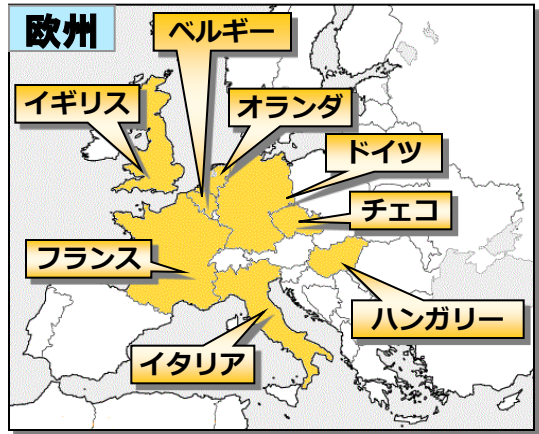 欧州
ベルギー
イギリス
オランダ
ドイツ
チェコ
フランス
ハンガリー
イタリア